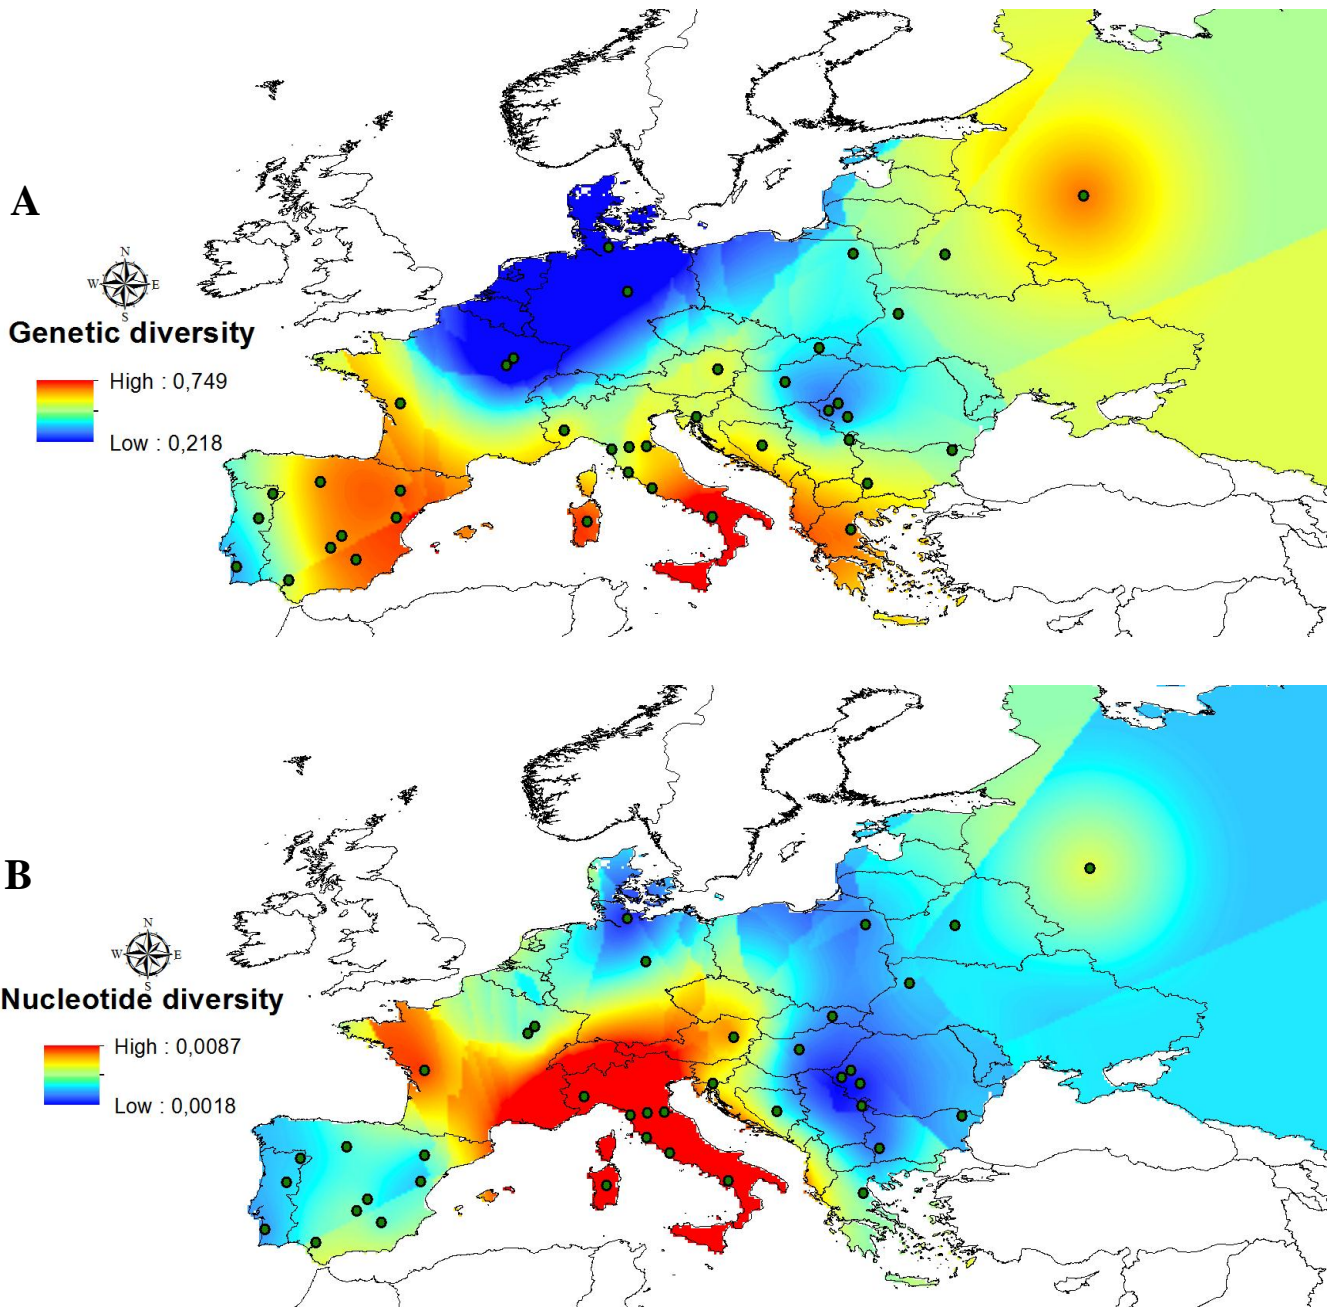 A
N
W E
S
Genetic diversity
High : 0,749
Low : 0,218
B
N
W E
S
Nucleotide diversity
High : 0,0087
Low : 0,0018